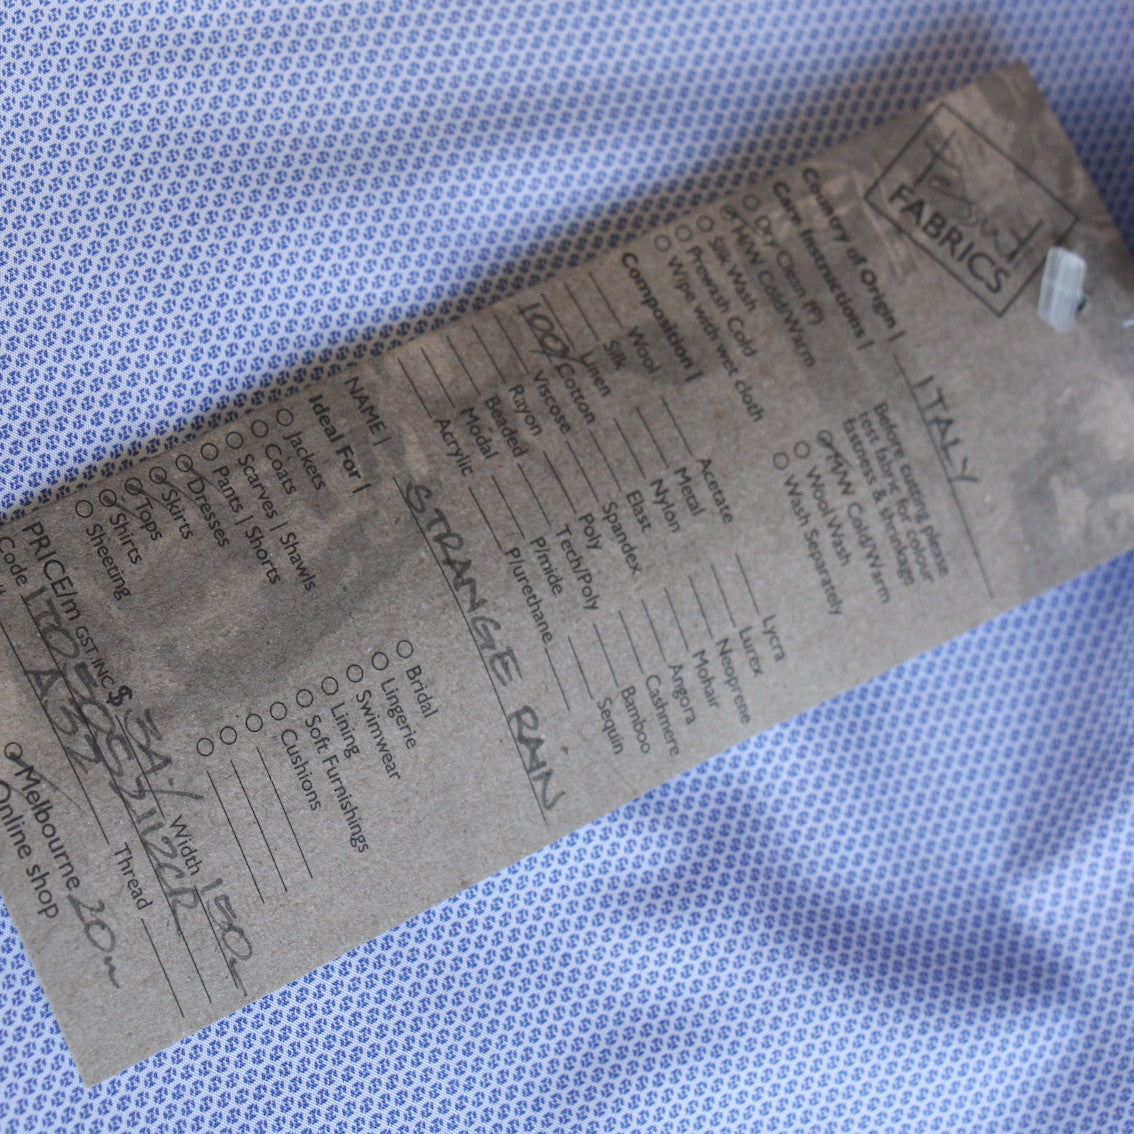 FABRICS
Country of Origin | ITALY
Care Instructions |
Before cutting please
test fabric for colour
fastness & shrinkage
Dry Clean (P)
M/W Cold/Warm
H/W Cold/Warm
Silk Wash
Wool Wash
Prewash Cold
Wash Separately
Wipe with wet cloth
Composition |
Wool
Acetate
Lycra
Silk
Metal
Lurex
Linen
Nylon
Neoprene
100% Cotton
Elast
Mohair
Viscose
Spandex
Angora
Rayon
Poly
Cashmere
Beaded
Tech/Poly
Bamboo
Modal
P/mide
Sequin
Acrylic
P/urethane
NAME | STRANGE RAIN
Ideal For |
Jackets
Bridal
Coats
Lingerie
Scarves | Shawls
Swimwear
Pants | Shorts
Lining
Dresses
Soft Furnishings
Skirts
Cushions
Tops
Shirts
Sheeting
PRICE/m GST INC $ 34.- Width 150
Code
A37 Thread
Melbourne 20m
Online shop